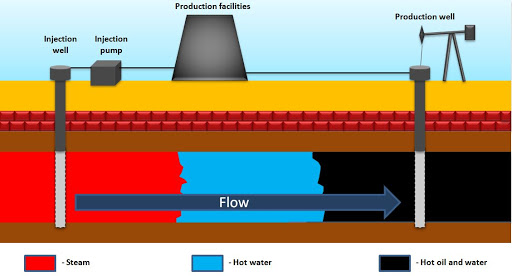 Production facilities
Injection
well
Injection
pump
Production well
Flow
- Steam
- Hot water
- Hot oil and water